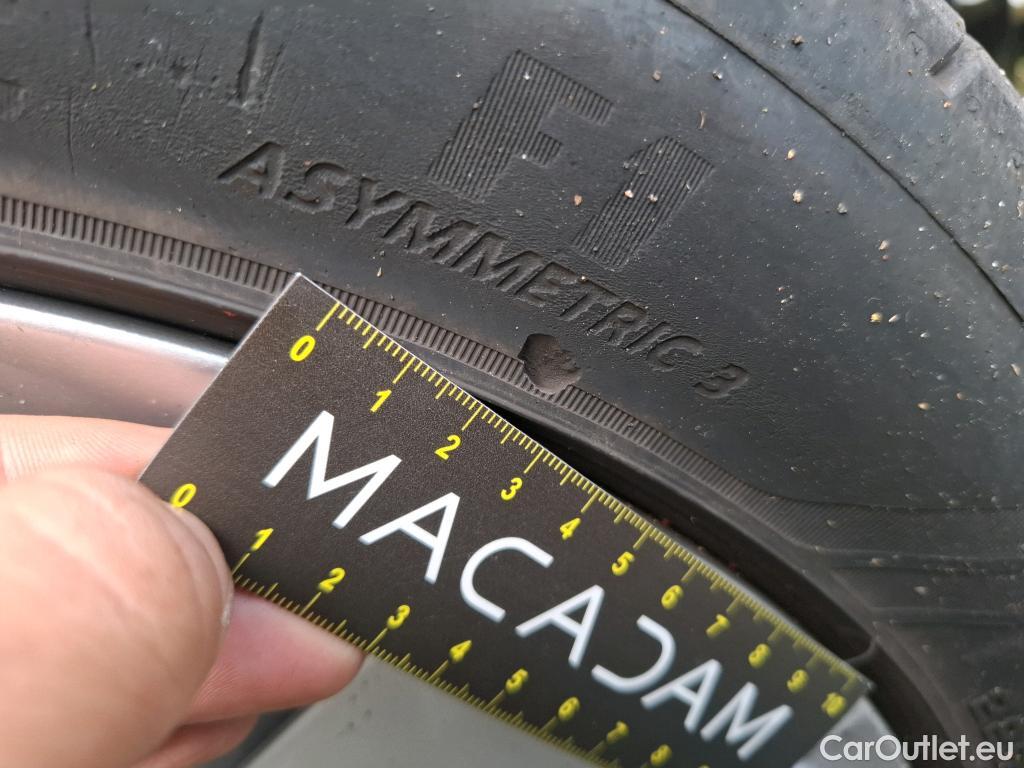 F1
ASYMMETRIC 3
0 1 2 3 4 5 6 7 8 9 10
MACADAM
0 1 2 3 4 5 6 7 8
CarOutlet.eu